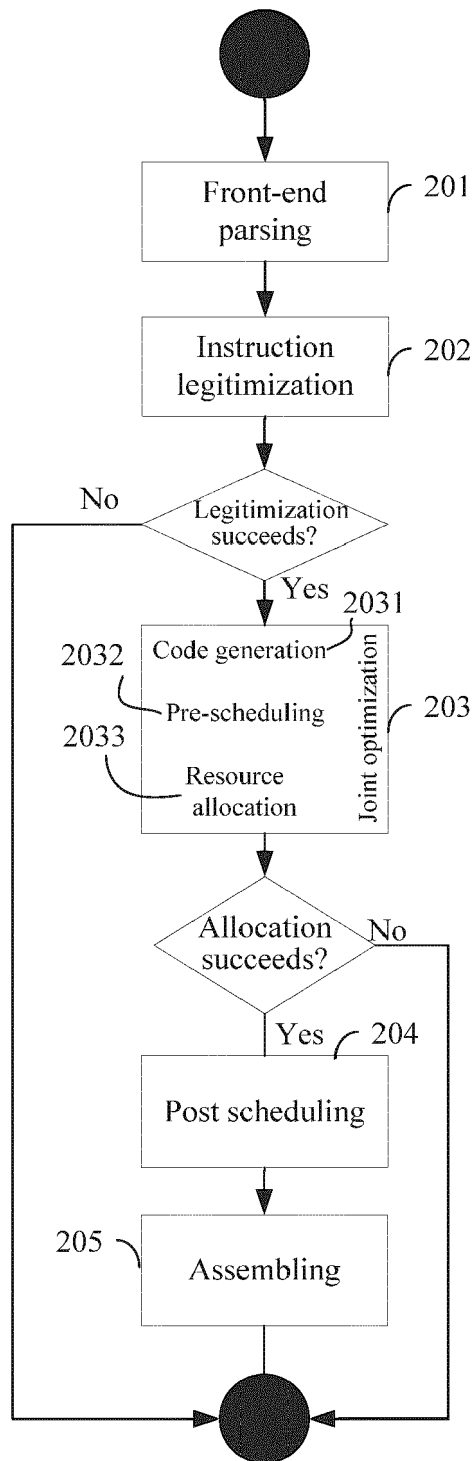 Front-end
parsing
201
Instruction
legitimization
202
No
Legitimization
succeeds?
Yes
2031
Code generation
2032
Pre-scheduling
2033
Resource
allocation
Joint optimization
203
Allocation
succeeds?
No
Yes
204
Post scheduling
205
Assembling